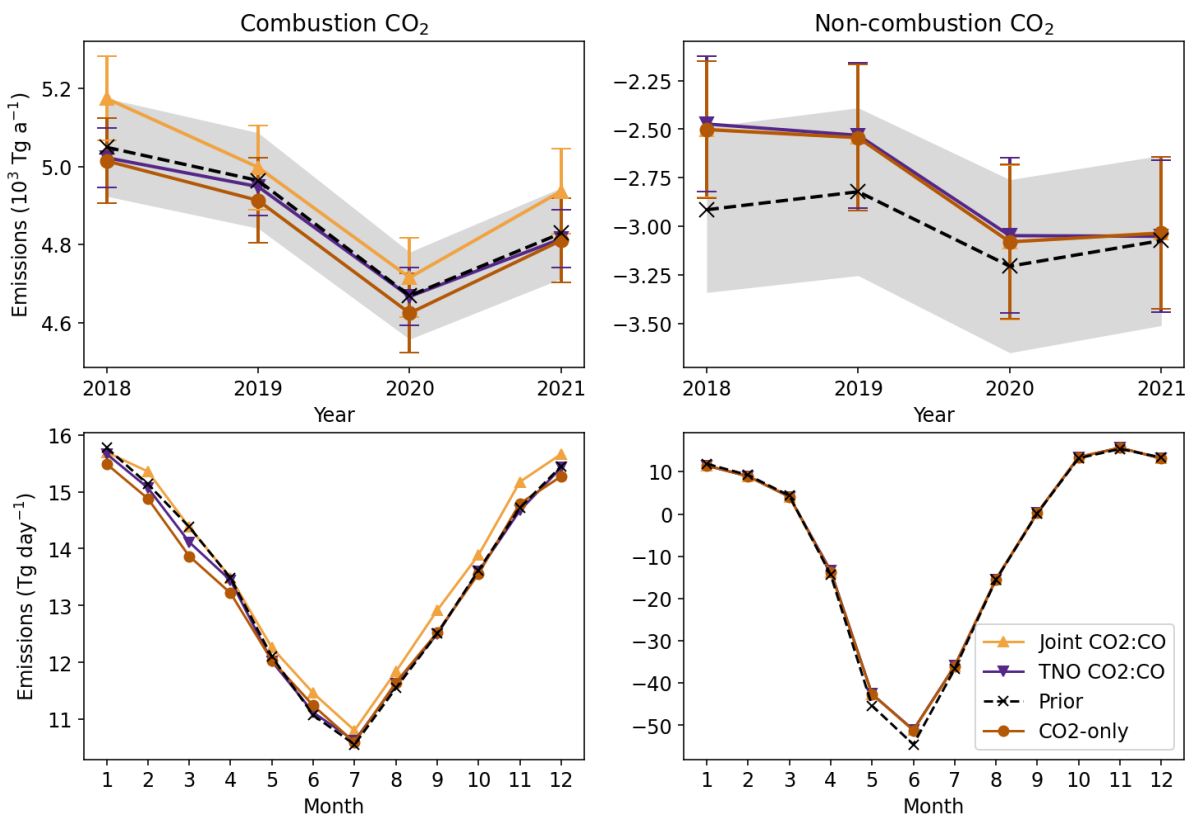 Combustion CO₂
Non-combustion CO₂
Emissions (10³ Tg a⁻¹)
5.2
5.0
4.8
4.6
2018 2019 2020 2021
Year
−2.25
−2.50
−2.75
−3.00
−3.25
−3.50
2018 2019 2020 2021
Year
Emissions (Tg day⁻¹)
16
15
14
13
12
11
1 2 3 4 5 6 7 8 9 10 11 12
Month
10
0
−10
−20
−30
−40
−50
1 2 3 4 5 6 7 8 9 10 11 12
Month
Joint CO2:CO
TNO CO2:CO
Prior
CO2-only